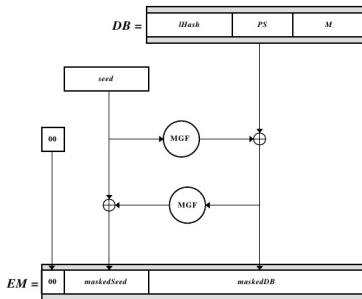 DB = lHash PS M
seed
MGF
00
MGF
EM = 00 maskedSeed maskedDB